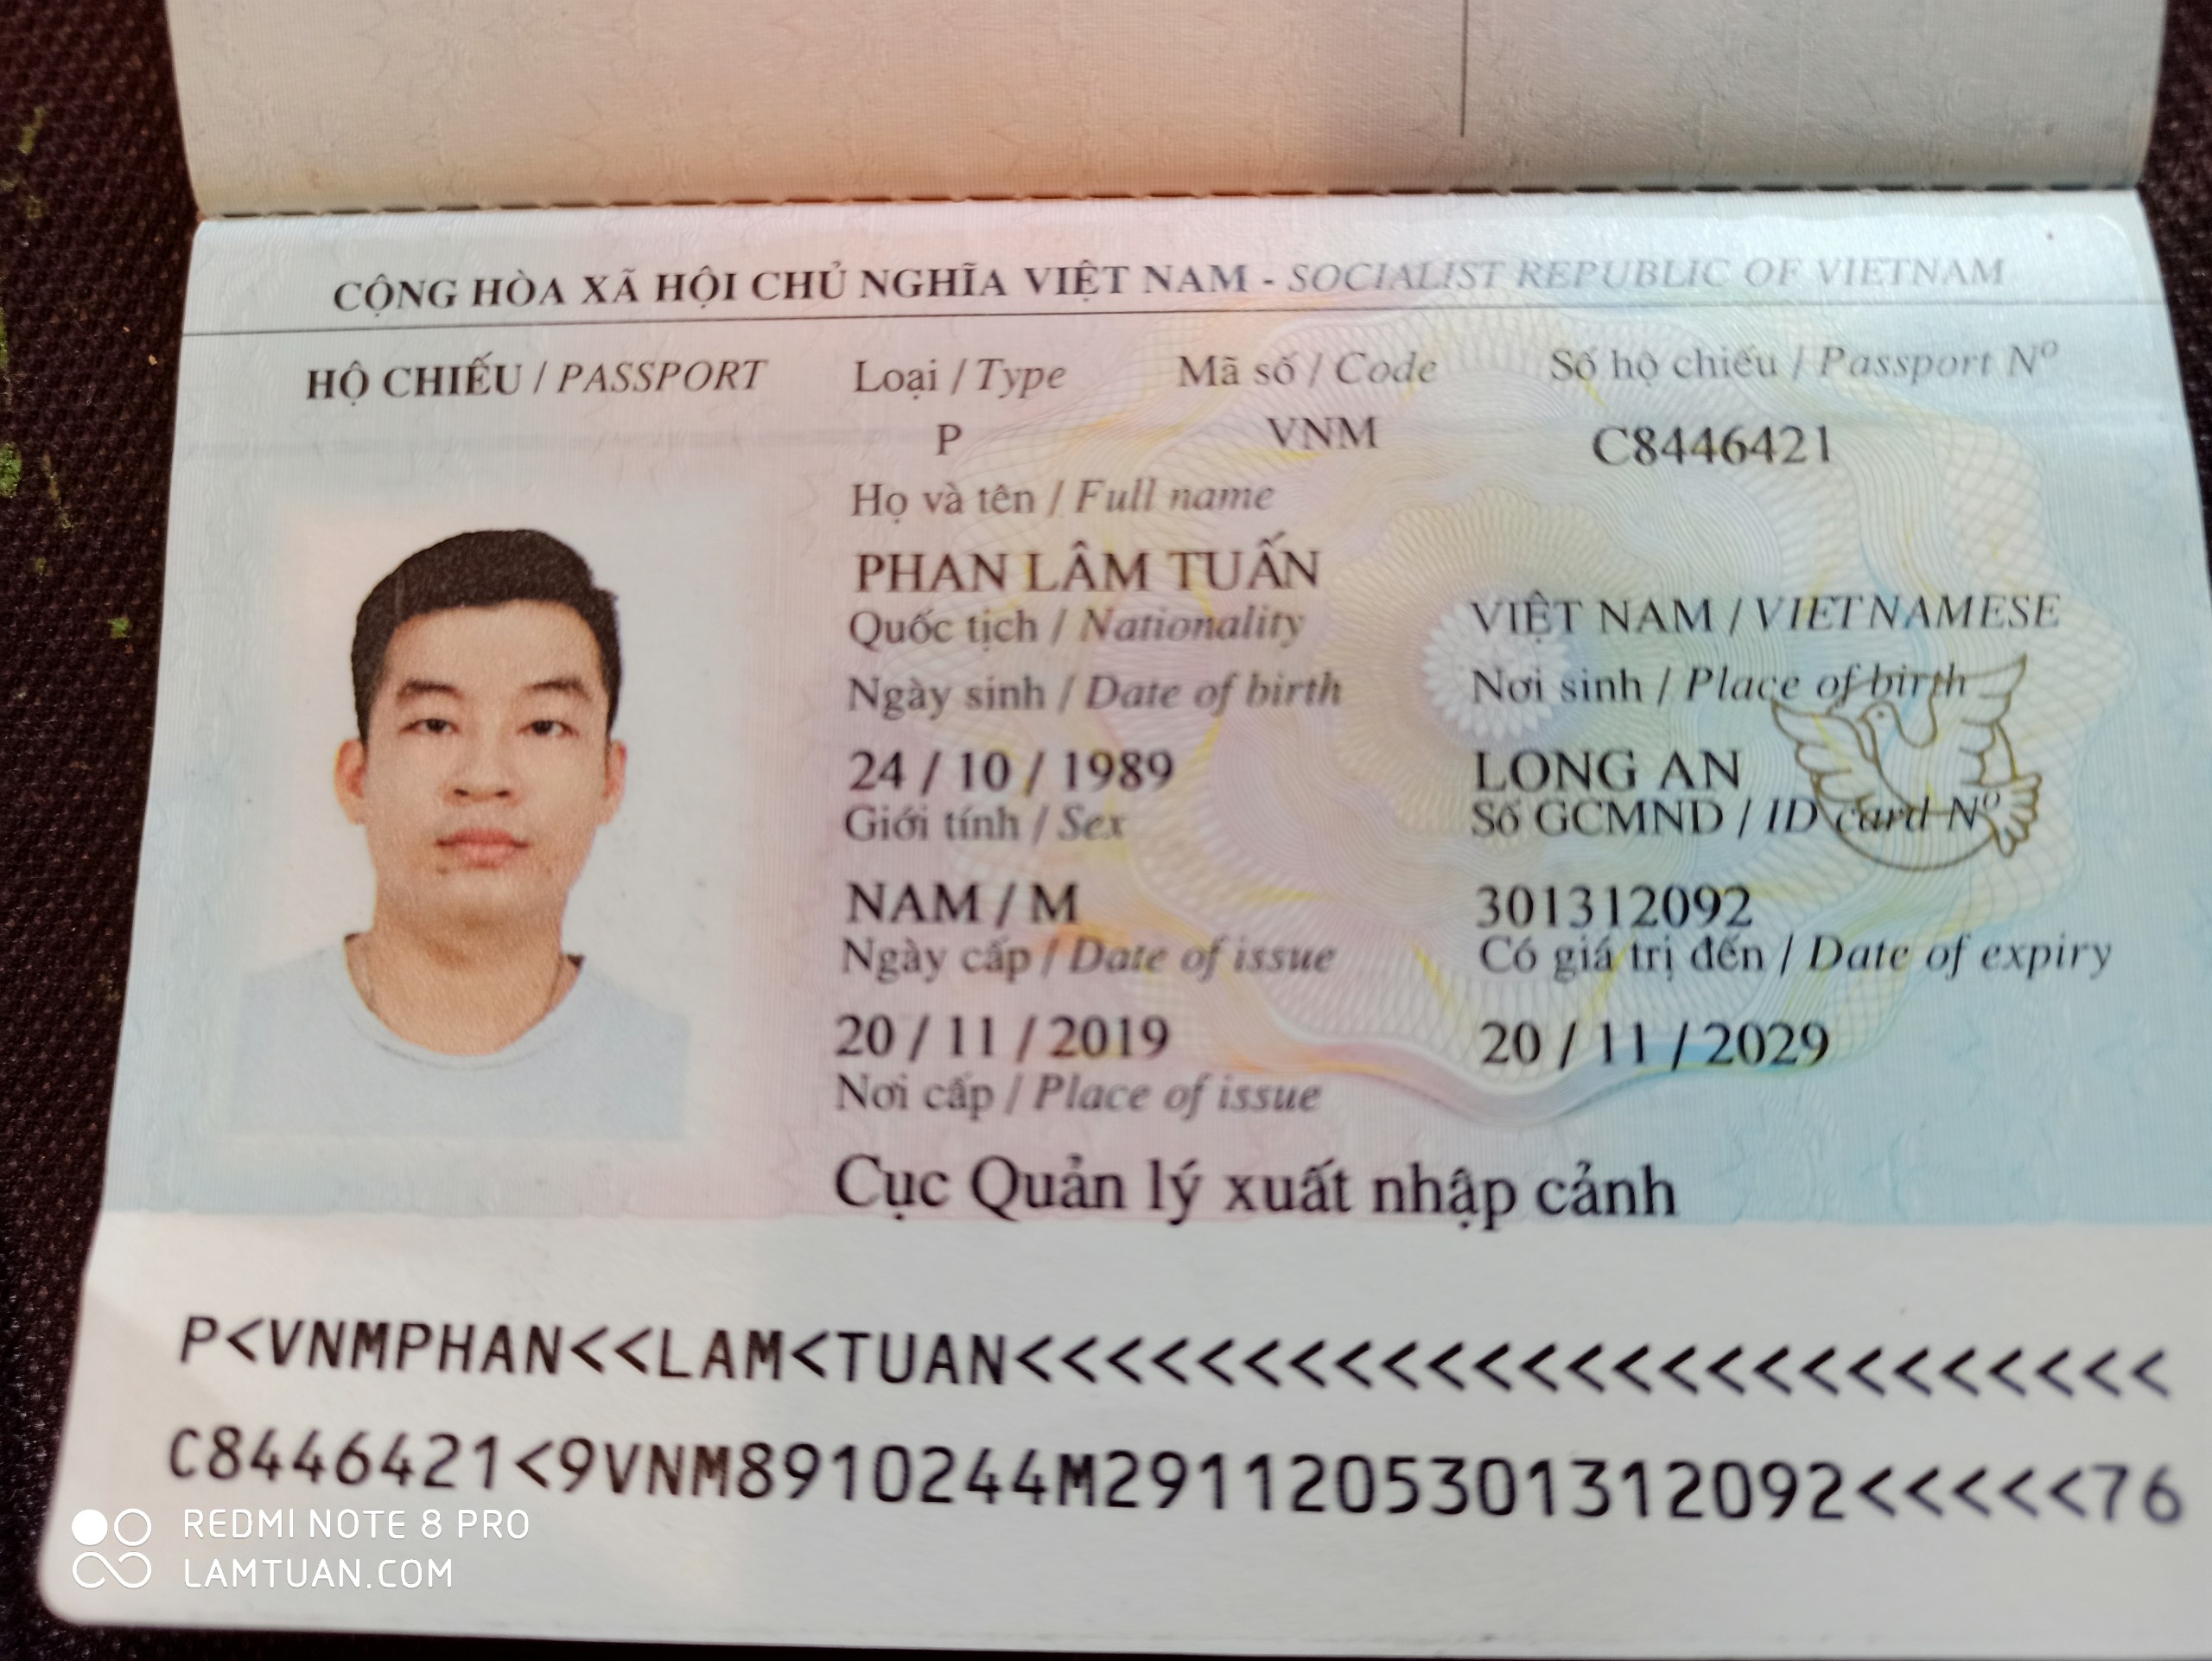 CỘNG HÒA XÃ HỘI CHỦ NGHĨA VIỆT NAM - SOCIALIST REPUBLIC OF VIETNAM
HỘ CHIẾU / PASSPORT Loại / Type Mã số / Code Số hộ chiếu / Passport Nº
P VNM C8446421
Họ và tên / Full name
PHAN LÂM TUẤN
Quốc tịch / Nationality VIỆT NAM / VIETNAMESE
Ngày sinh / Date of birth Nơi sinh / Place of birth
24 / 10 / 1989 LONG AN
Giới tính / Sex Số GCMND / ID card Nº
NAM / M 301312092
Ngày cấp / Date of issue Có giá trị đến / Date of expiry
20 / 11 / 2019 20 / 11 / 2029
Nơi cấp / Place of issue
Cục Quản lý xuất nhập cảnh
P<VNMPHAN<<LAM<TUAN<<<<<<<<<<<<<<<<<<<<<<<<<
C8446421<9VNM8910244M2911205301312092<<<<<76
REDMI NOTE 8 PRO
LAMTUAN.COM